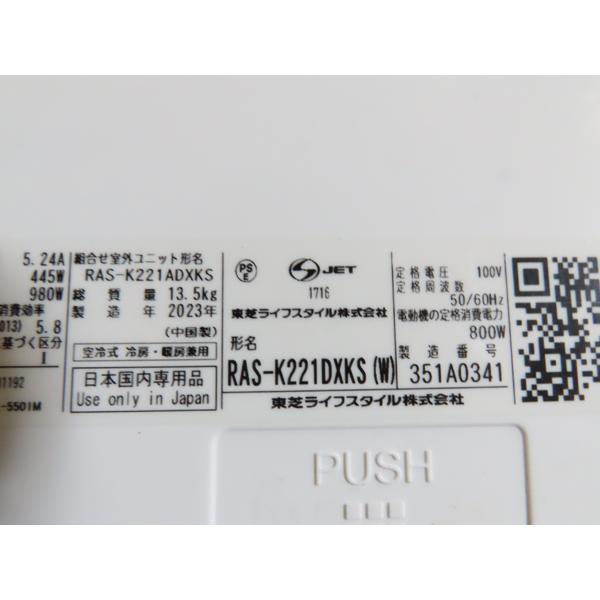 5.24A
445W
980W
消費効率
013) 5.8
基づく区分
I
01192
-5501M
組合せ室外ユニット形名
RAS-K221ADXKS
総質量 13.5kg
製造年 2023年
(中国製)
空冷式 冷房・暖房兼用
日本国内専用品
Use only in Japan
PS
E
JET
1716
東芝ライフスタイル株式会社
形名
RAS-K221DXKS(W)
東芝ライフスタイル株式会社
定格電圧 100V
定格周波数
50/60Hz
電動機の定格消費電力
800W
製造番号
351A0341
PUSH